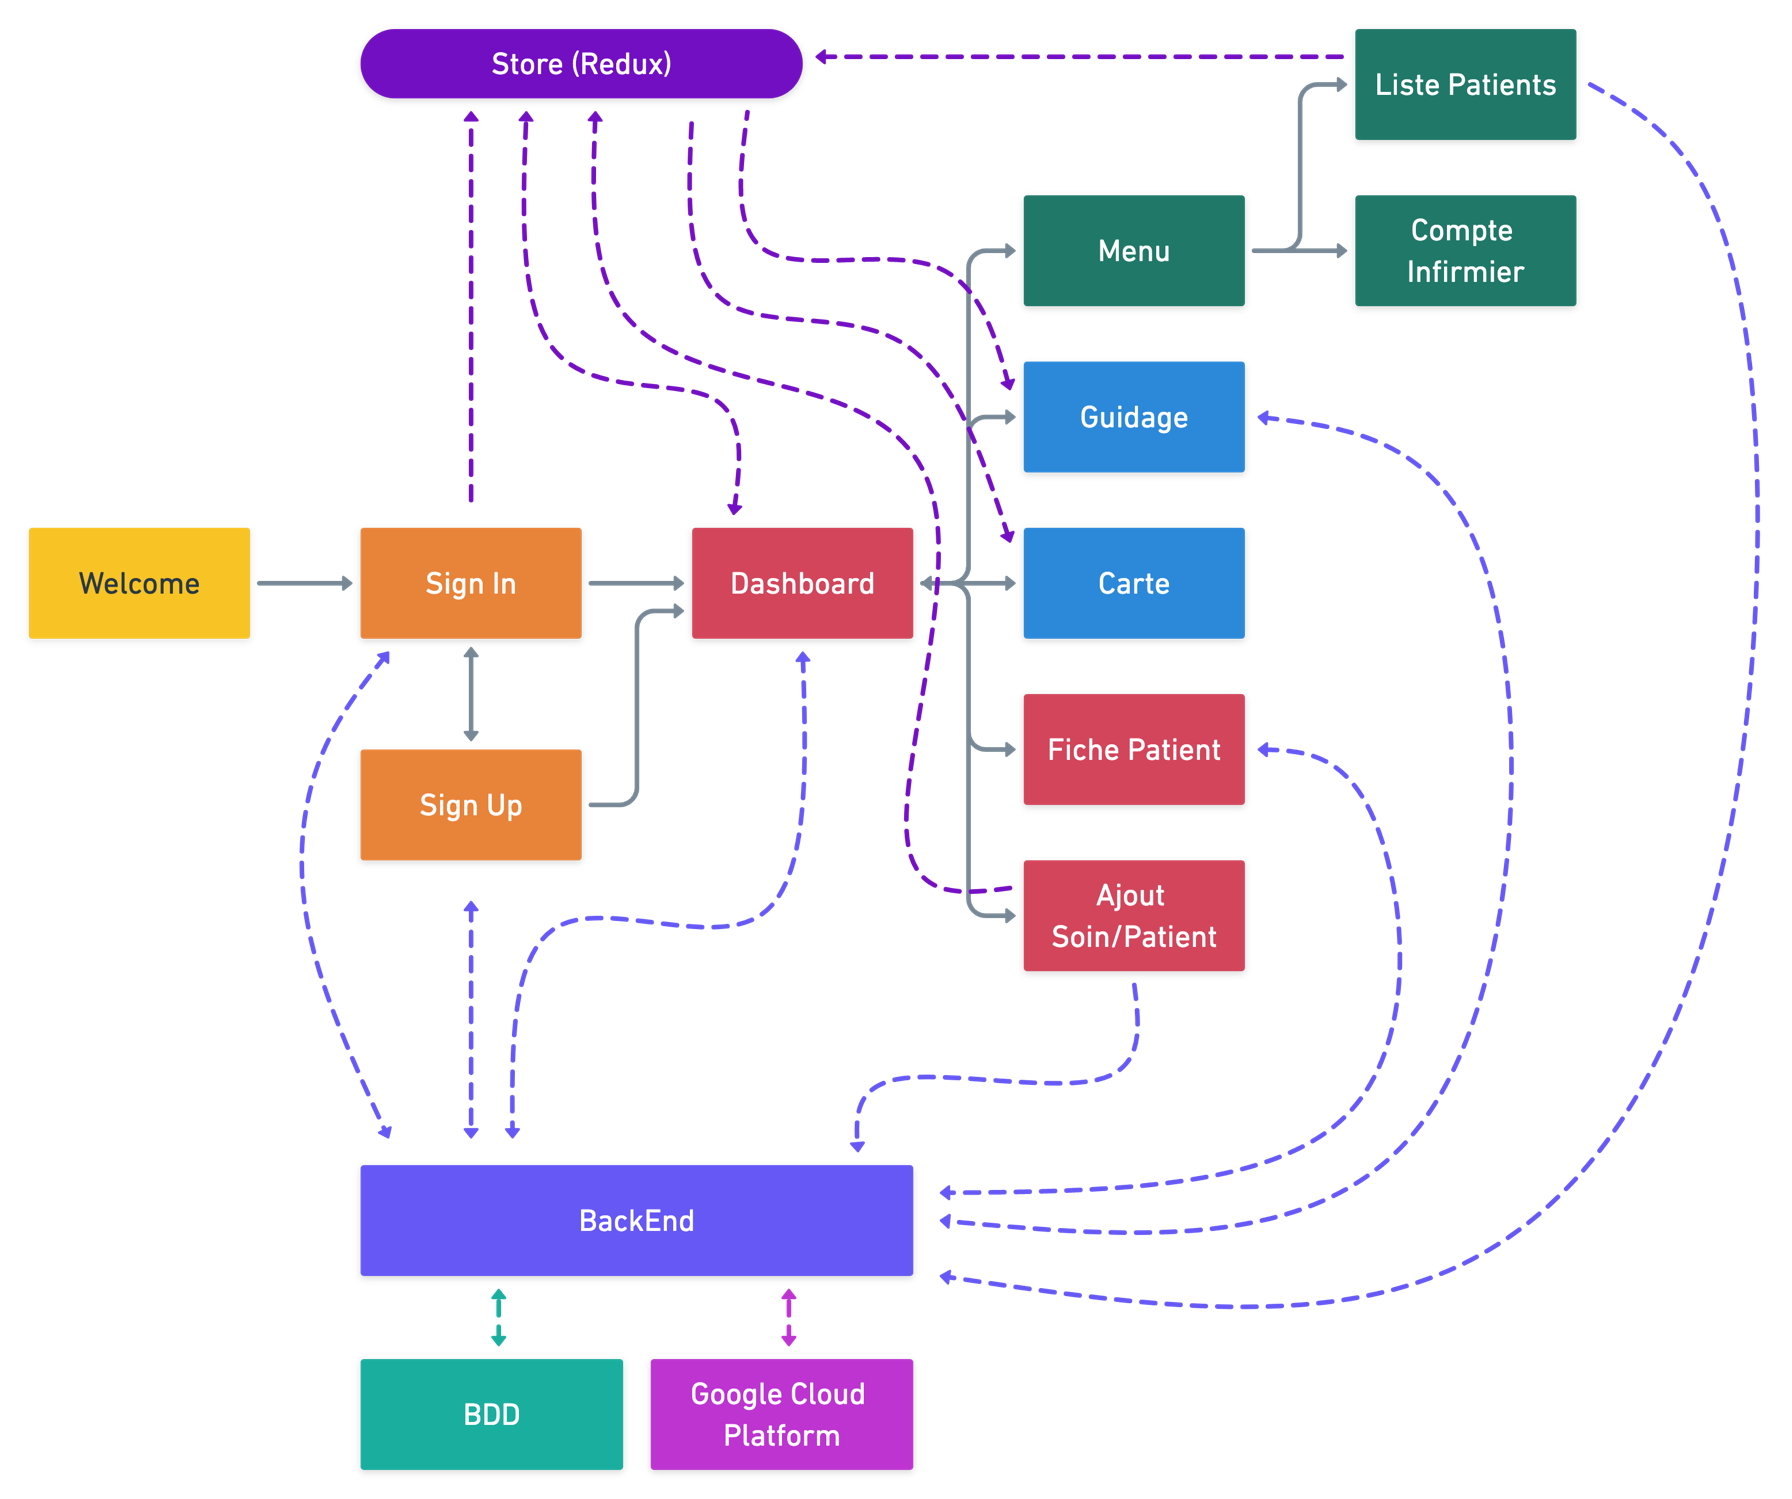 Store (Redux)
Liste Patients
Menu
Compte
Infirmier
Guidage
Welcome
Sign In
Dashboard
Carte
Sign Up
Fiche Patient
Ajout
Soin/Patient
BackEnd
BDD
Google Cloud
Platform